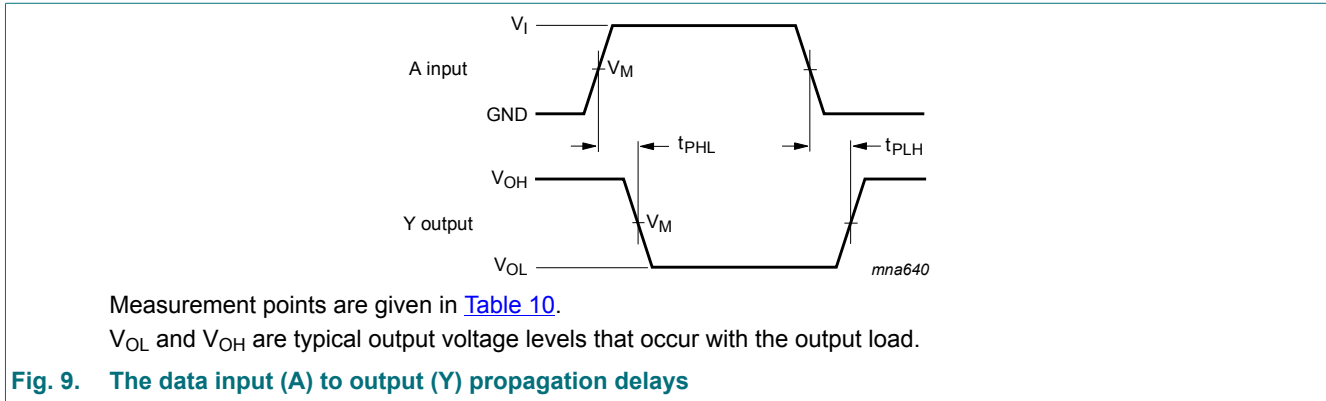 V_I
A input
V_M
GND
t_PHL
t_PLH
V_OH
Y output
V_M
V_OL
mna640
Measurement points are given in Table 10.
V_OL and V_OH are typical output voltage levels that occur with the output load.
Fig. 9. The data input (A) to output (Y) propagation delays